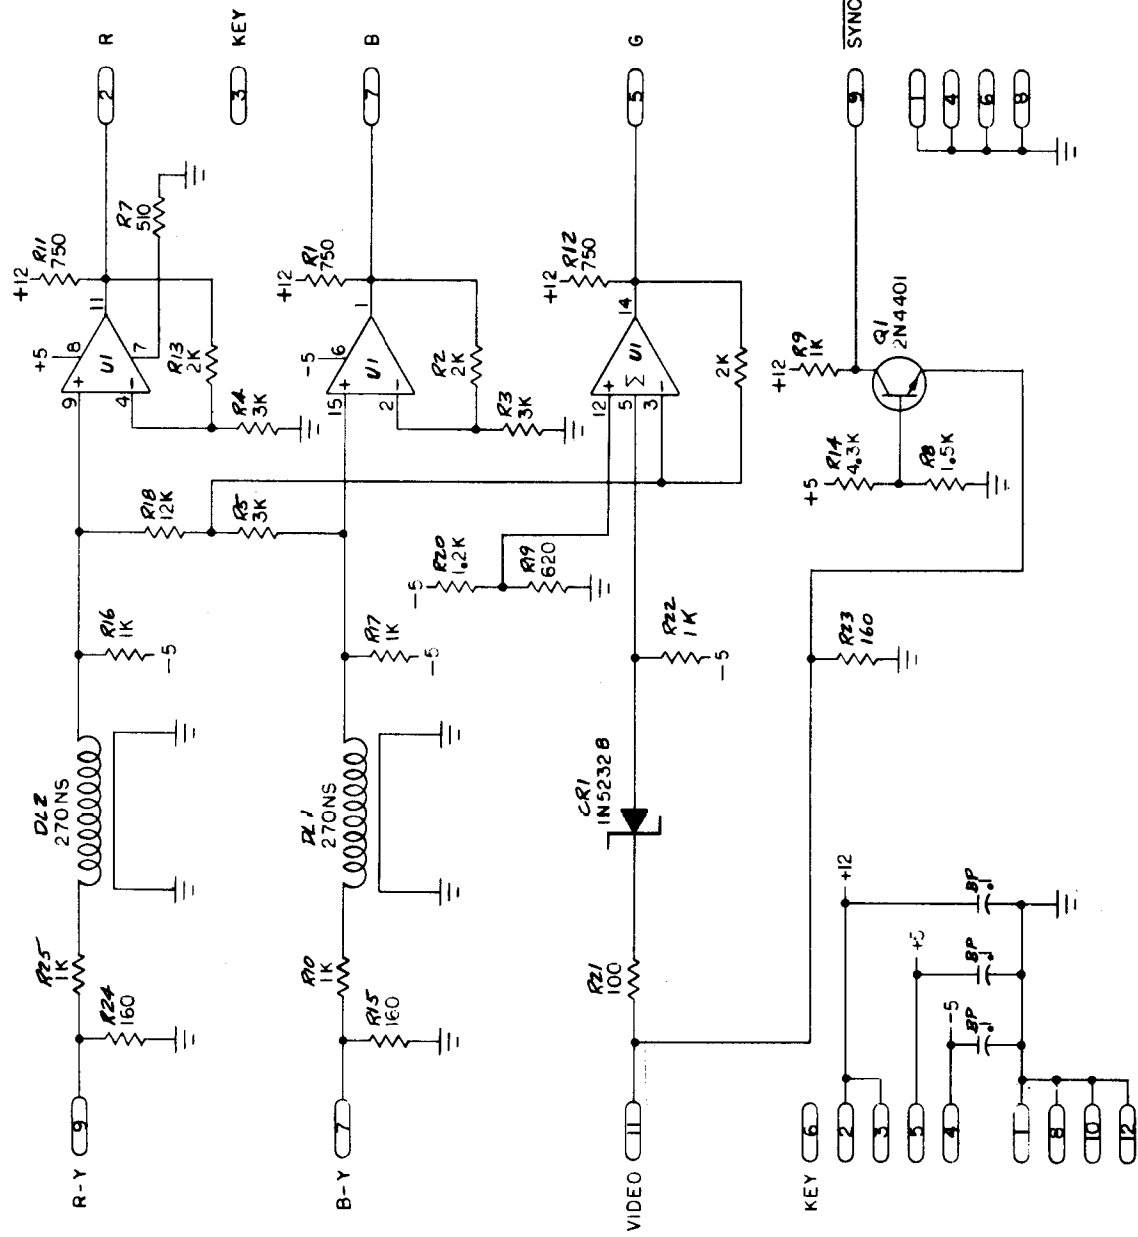 R
2
KEY
3
B
7
G
5
SYNC
9
1
4
6
8
+12
R11
750
11
R7
510
+5
8
U1
7
9
+
4
-
R13
2K
R4
3K
+12
R1
750
1
-5
6
U1
15
+
2
-
R2
2K
R3
3K
+12
R12
750
14
U1
Σ
12
+
5
3
-
2K
+12
R9
1K
Q1
2N4401
+5
R14
4.3K
R8
1.5K
R18
12K
R5
3K
-5
R20
1.2K
R19
620
R16
1K
-5
R17
1K
-5
R22
1K
-5
R23
160
DL2
270NS
DL1
270NS
CR1
1N5232B
R25
1K
R24
160
R10
1K
R15
160
R21
100
+12
BP
.1
+5
BP
.1
-5
BP
.1
R-Y
9
B-Y
7
VIDEO
11
KEY
6
2
3
5
4
1
8
10
12